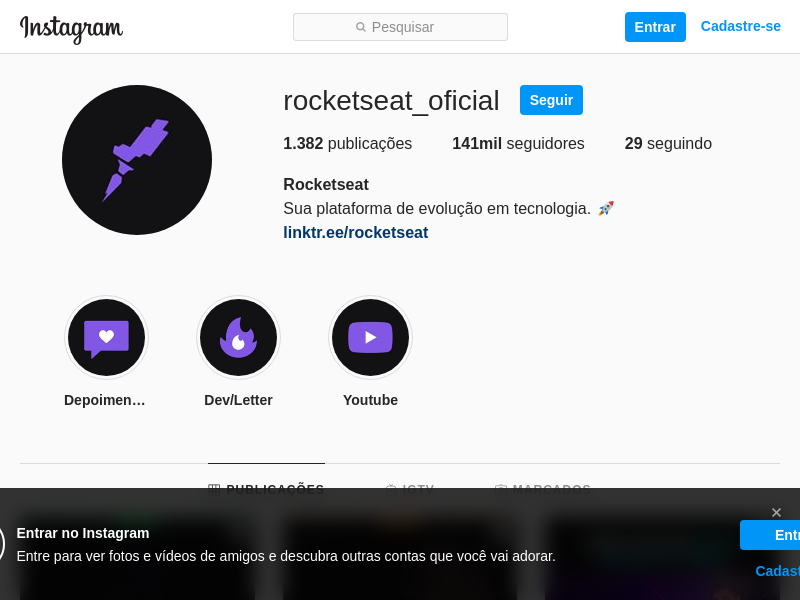 Instagram
Pesquisar
Entrar
Cadastre-se
rocketseat_oficial
Seguir
1.382 publicações
141mil seguidores
29 seguindo
Rocketseat
Sua plataforma de evolução em tecnologia. 🚀
linktr.ee/rocketseat
Depoimen…
Dev/Letter
Youtube
PUBLICAÇÕES
IGTV
MARCADOS
Entrar no Instagram
Entre para ver fotos e vídeos de amigos e descubra outras contas que você vai adorar.
Entr
Cadast